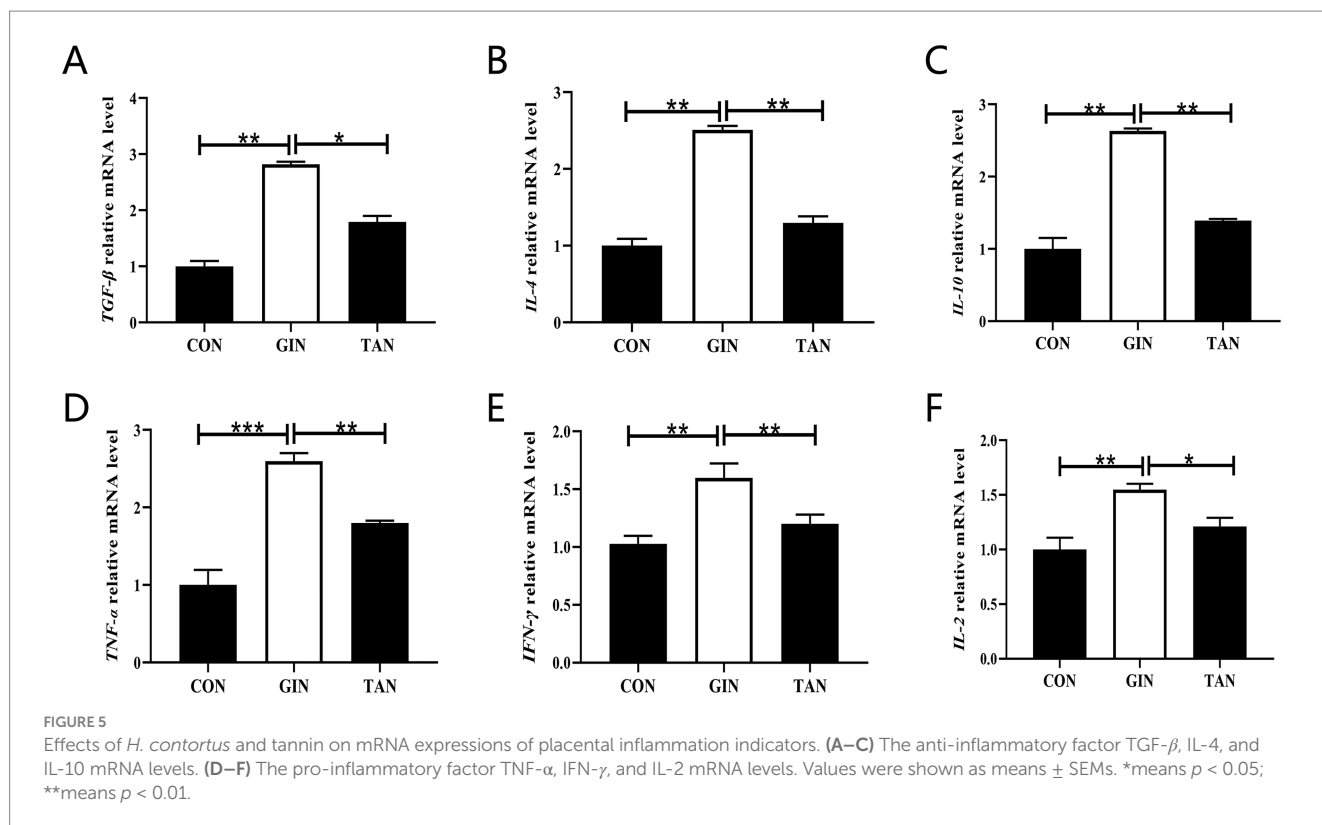 A
TGF-β relative mRNA level
4
3
2
1
0
**
*
CON GIN TAN
B
IL-4 relative mRNA level
3
2
1
0
**
**
CON GIN TAN
C
IL-10 relative mRNA level
3
2
1
0
**
**
CON GIN TAN
D
TNF-α relative mRNA level
3
2
1
0
***
**
CON GIN TAN
E
IFN-γ relative mRNA level
2.0
1.5
1.0
0.5
0.0
**
**
CON GIN TAN
F
IL-2 relative mRNA level
2.0
1.5
1.0
0.5
0.0
**
*
CON GIN TAN
FIGURE 5
Effects of H. contortus and tannin on mRNA expressions of placental inflammation indicators. (A–C) The anti-inflammatory factor TGF-β, IL-4, and
IL-10 mRNA levels. (D–F) The pro-inflammatory factor TNF-α, IFN-γ, and IL-2 mRNA levels. Values were shown as means ± SEMs. *means p < 0.05;
**means p < 0.01.